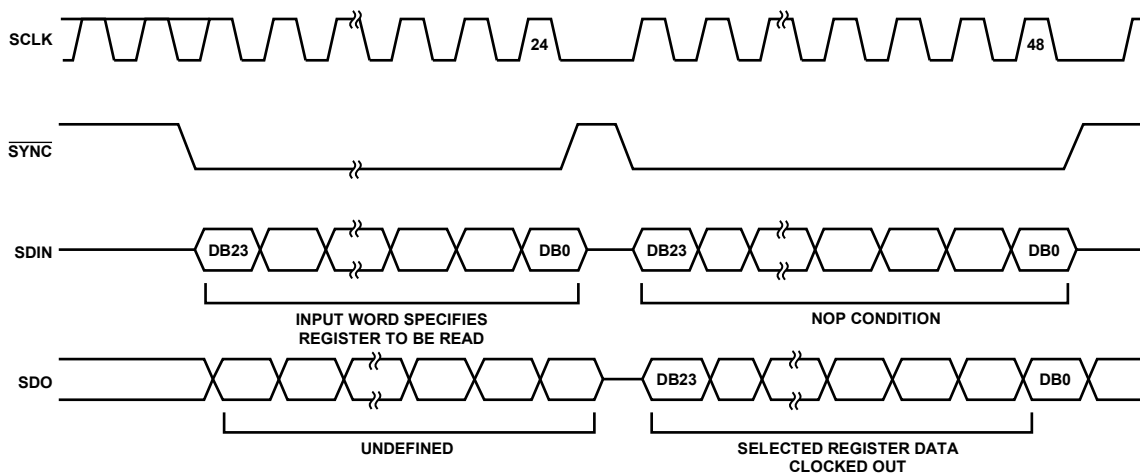 SCLK
24
48
SYNC
SDIN
DB23
DB0
DB23
DB0
INPUT WORD SPECIFIES
REGISTER TO BE READ
NOP CONDITION
SDO
DB23
DB0
UNDEFINED
SELECTED REGISTER DATA
CLOCKED OUT